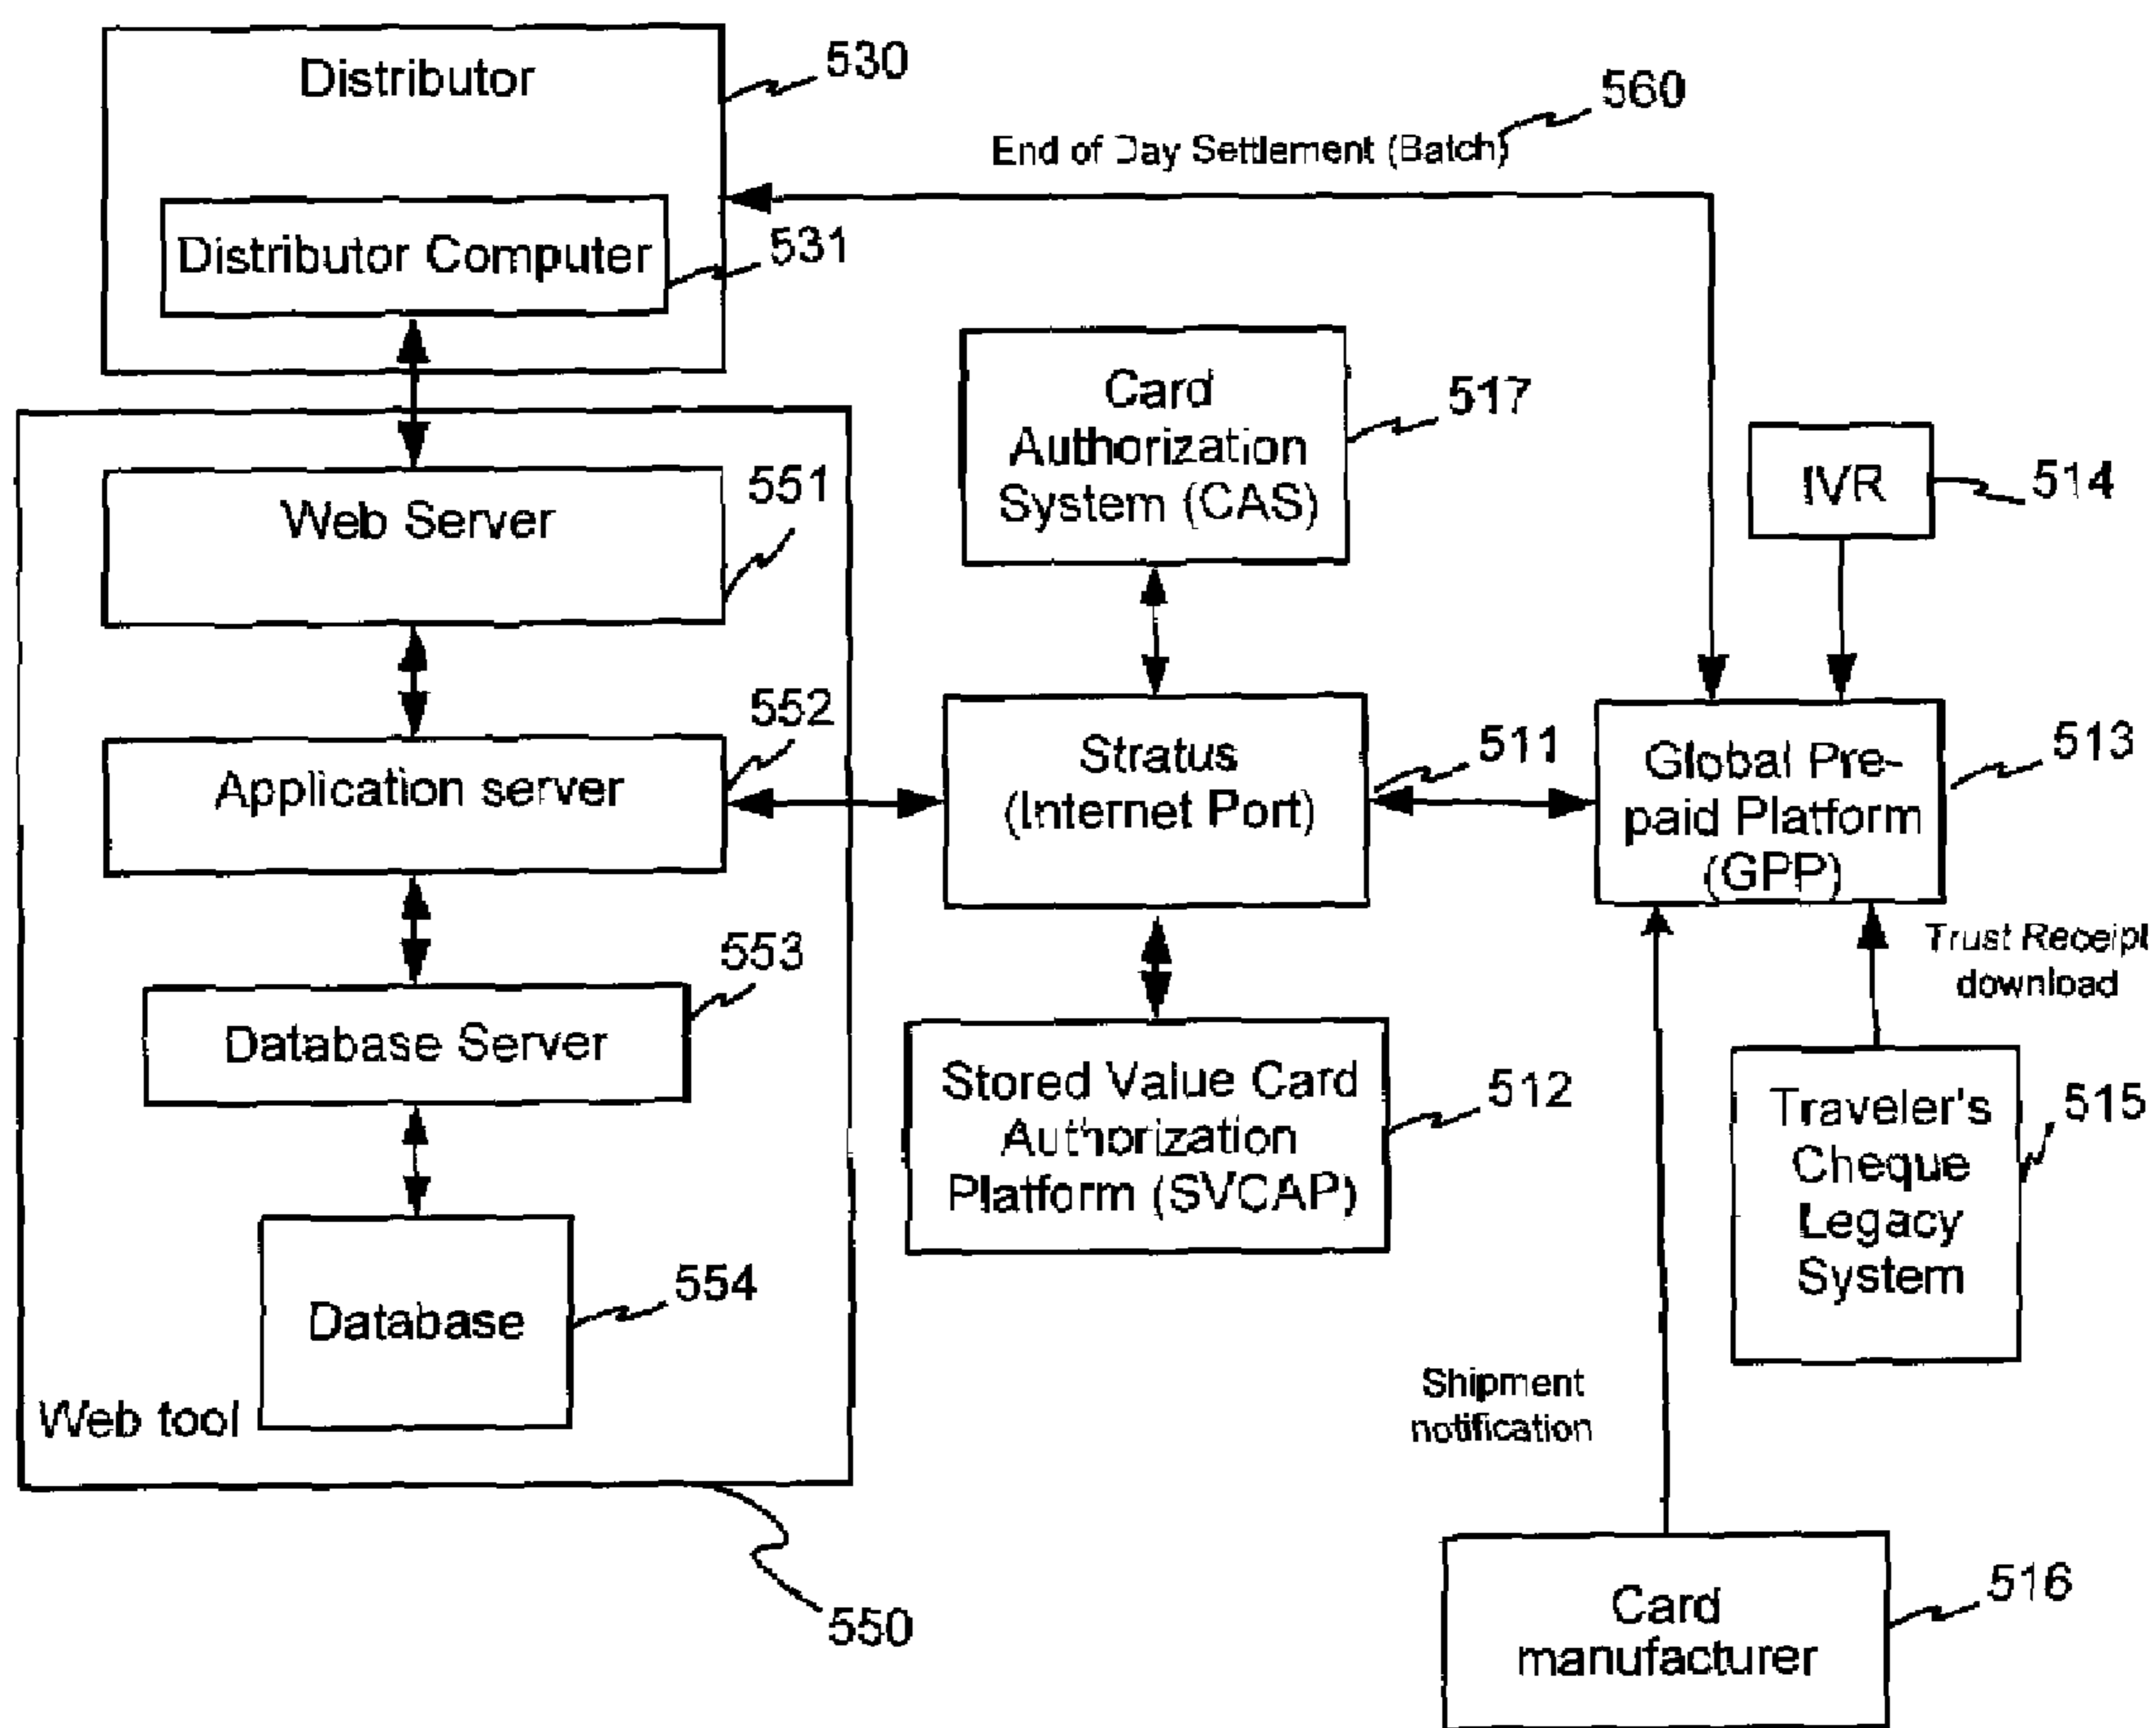 Distributor
530
560
End of Day Settlement (Batch)
Distributor Computer
531
Card
Authorization
System (CAS)
517
IVR
514
Web Server
551
Application server
552
Stratus
(Internet Port)
511
Global Pre-
paid Platform
(GPP)
513
Trust Receipt
download
Database Server
553
Stored Value Card
Authorization
Platform (SVCAP)
512
Traveler's
Cheque
Legacy
System
515
Database
554
Web tool
Shipment
notification
550
Card
manufacturer
516